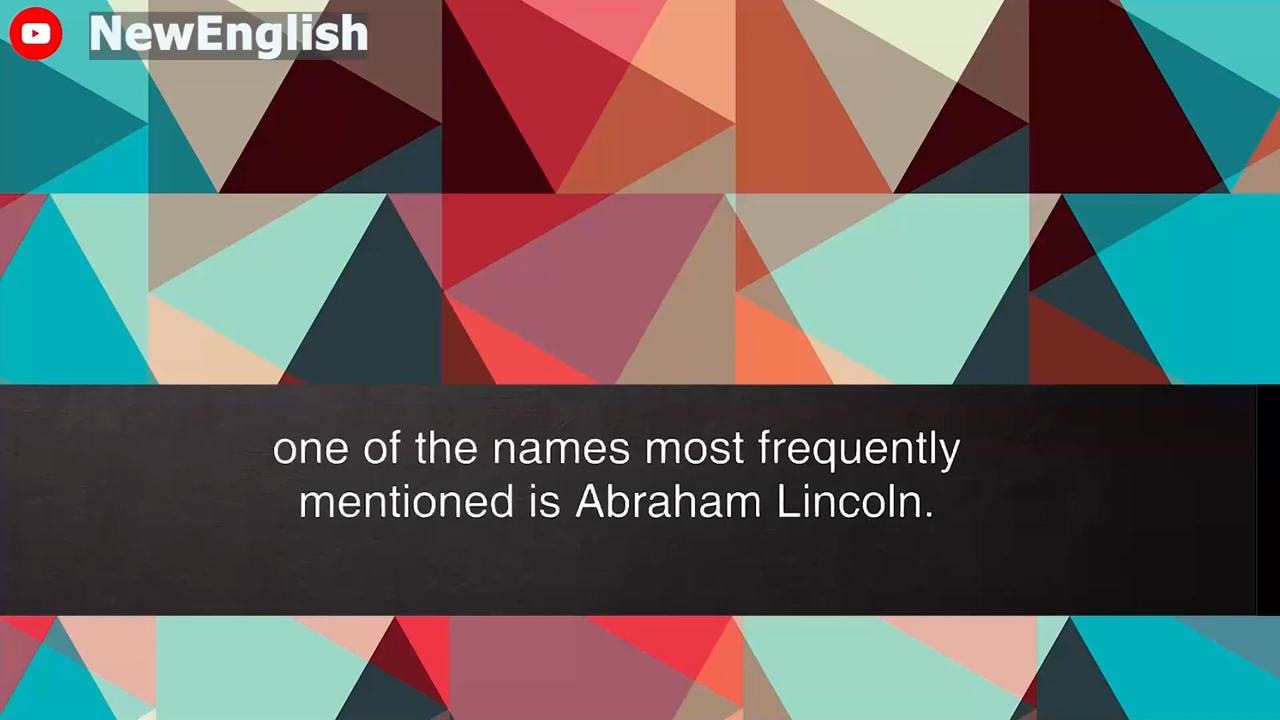 NewEnglish
one of the names most frequently
mentioned is Abraham Lincoln.